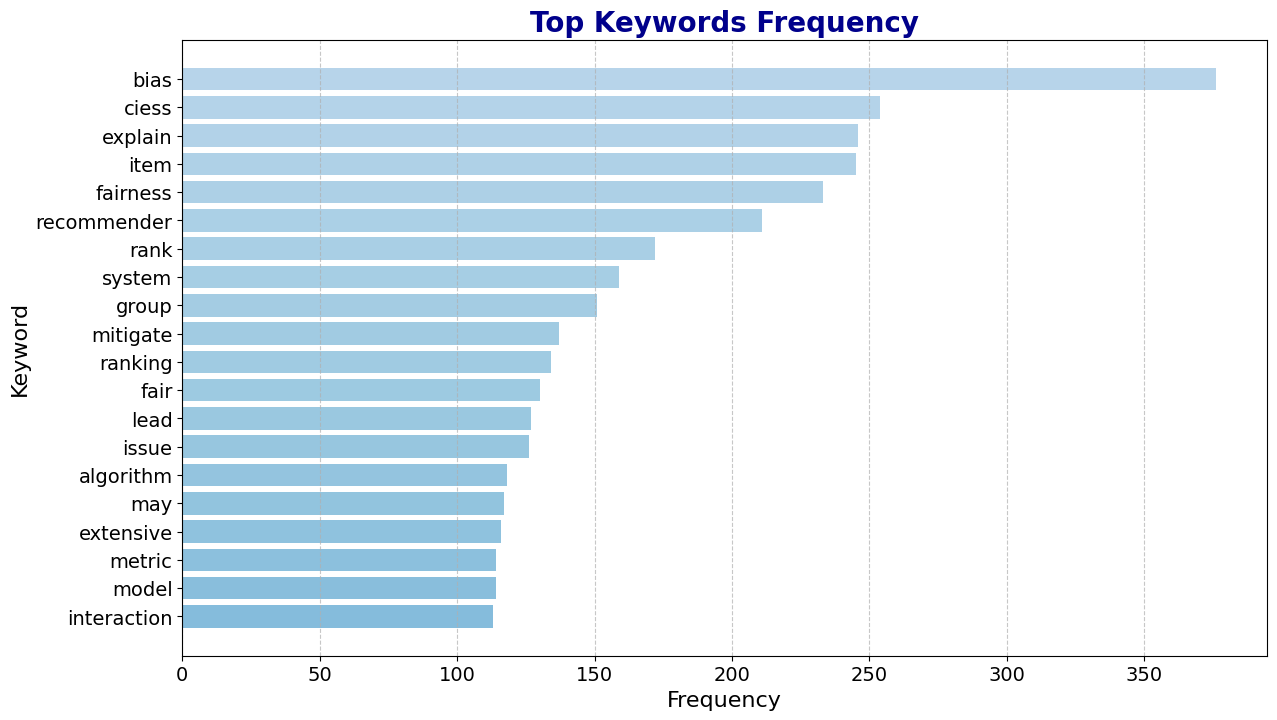 Top Keywords Frequency
bias
ciess
explain
item
fairness
recommender
rank
system
group
mitigate
ranking
fair
lead
issue
algorithm
may
extensive
metric
model
interaction
Keyword
0 50 100 150 200 250 300 350
Frequency